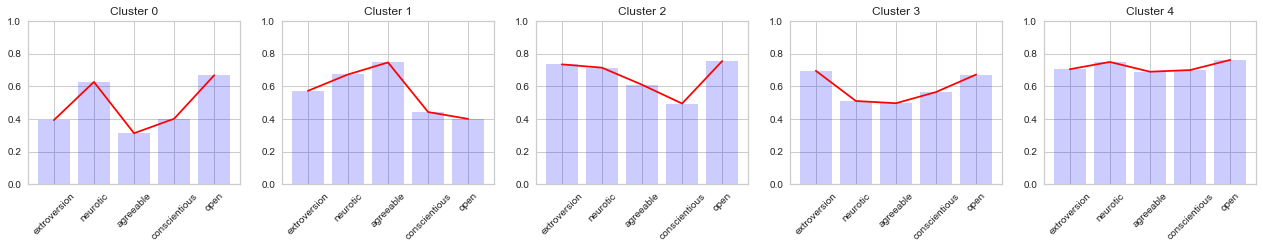 Cluster 0
1.0
0.8
0.6
0.4
0.2
0.0
extroversion
neurotic
agreeable
conscientious
open
Cluster 1
1.0
0.8
0.6
0.4
0.2
0.0
extroversion
neurotic
agreeable
conscientious
open
Cluster 2
1.0
0.8
0.6
0.4
0.2
0.0
extroversion
neurotic
agreeable
conscientious
open
Cluster 3
1.0
0.8
0.6
0.4
0.2
0.0
extroversion
neurotic
agreeable
conscientious
open
Cluster 4
1.0
0.8
0.6
0.4
0.2
0.0
extroversion
neurotic
agreeable
conscientious
open